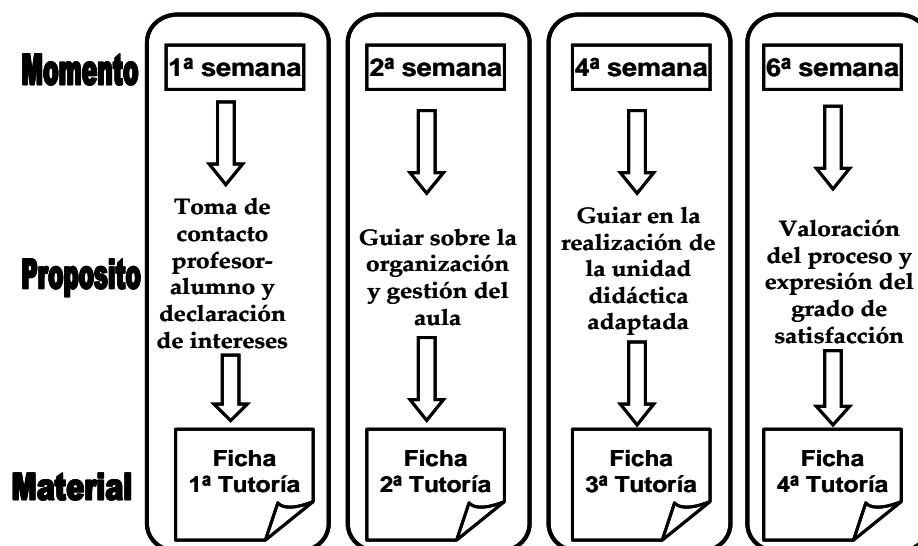 Momento
1ª semana
2ª semana
4ª semana
6ª semana
Proposito
Toma de
contacto
profesor-
alumno y
declaración
de intereses
Guiar sobre la
organización
y gestión del
aula
Guiar en la
realización de
la unidad
didáctica
adaptada
Valoración
del proceso y
expresión del
grado de
satisfacción
Material
Ficha
1ª Tutoría
Ficha
2ª Tutoría
Ficha
3ª Tutoría
Ficha
4ª Tutoría